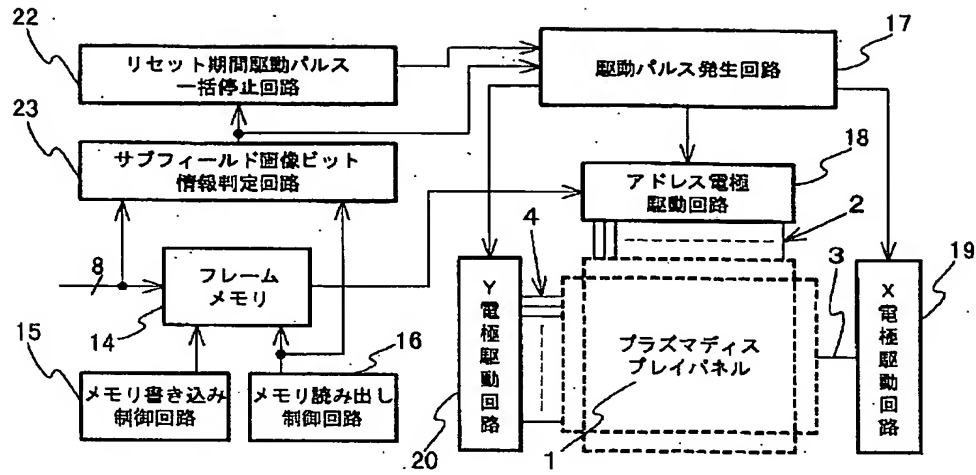 22
リセット期間駆動パルス
一括停止回路
17
駆動パルス発生回路
23
サブフィールド画像ビット
情報判定回路
18
アドレス電極
駆動回路
2
4
8
フレーム
メモリ
14
Y電極駆動回路
3
X電極駆動回路
19
プラズマディス
プレイパネル
15
メモリ書き込み
制御回路
16
メモリ読み出し
制御回路
20
1